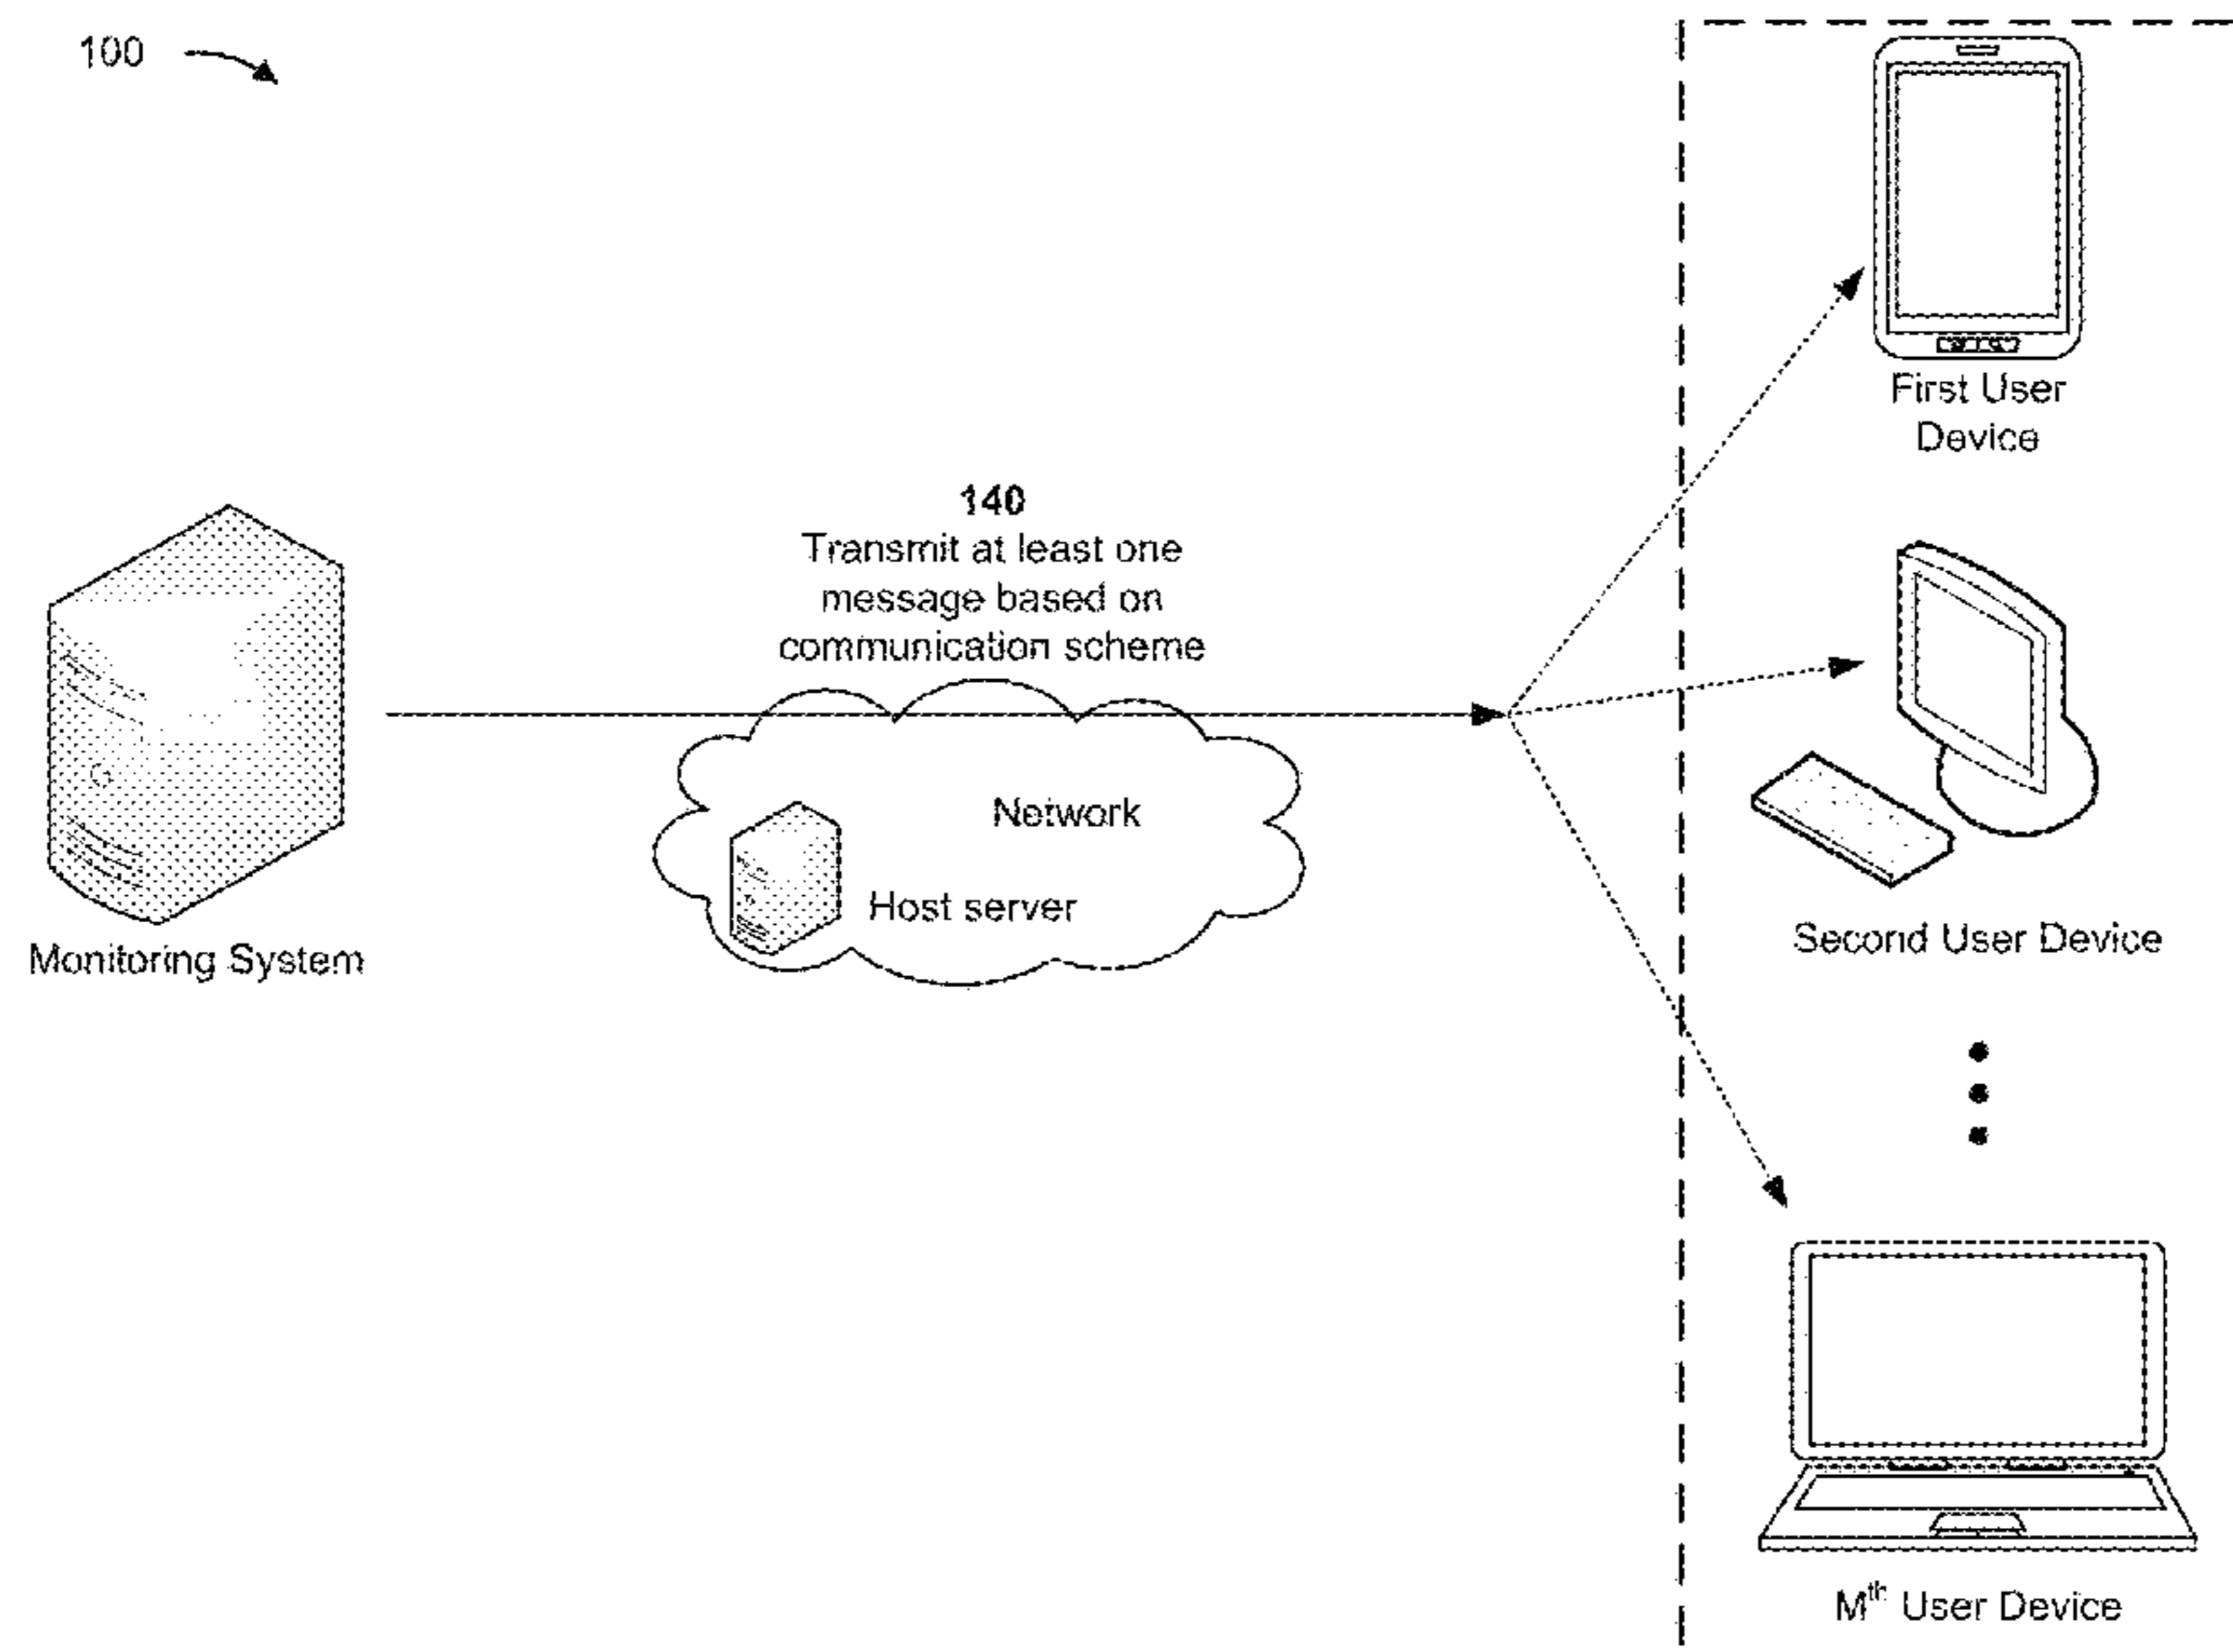 100
First User
Device
140
Transmit at least one
message based on
communication scheme
Network
Host server
Monitoring System
Second User Device
Mth User Device